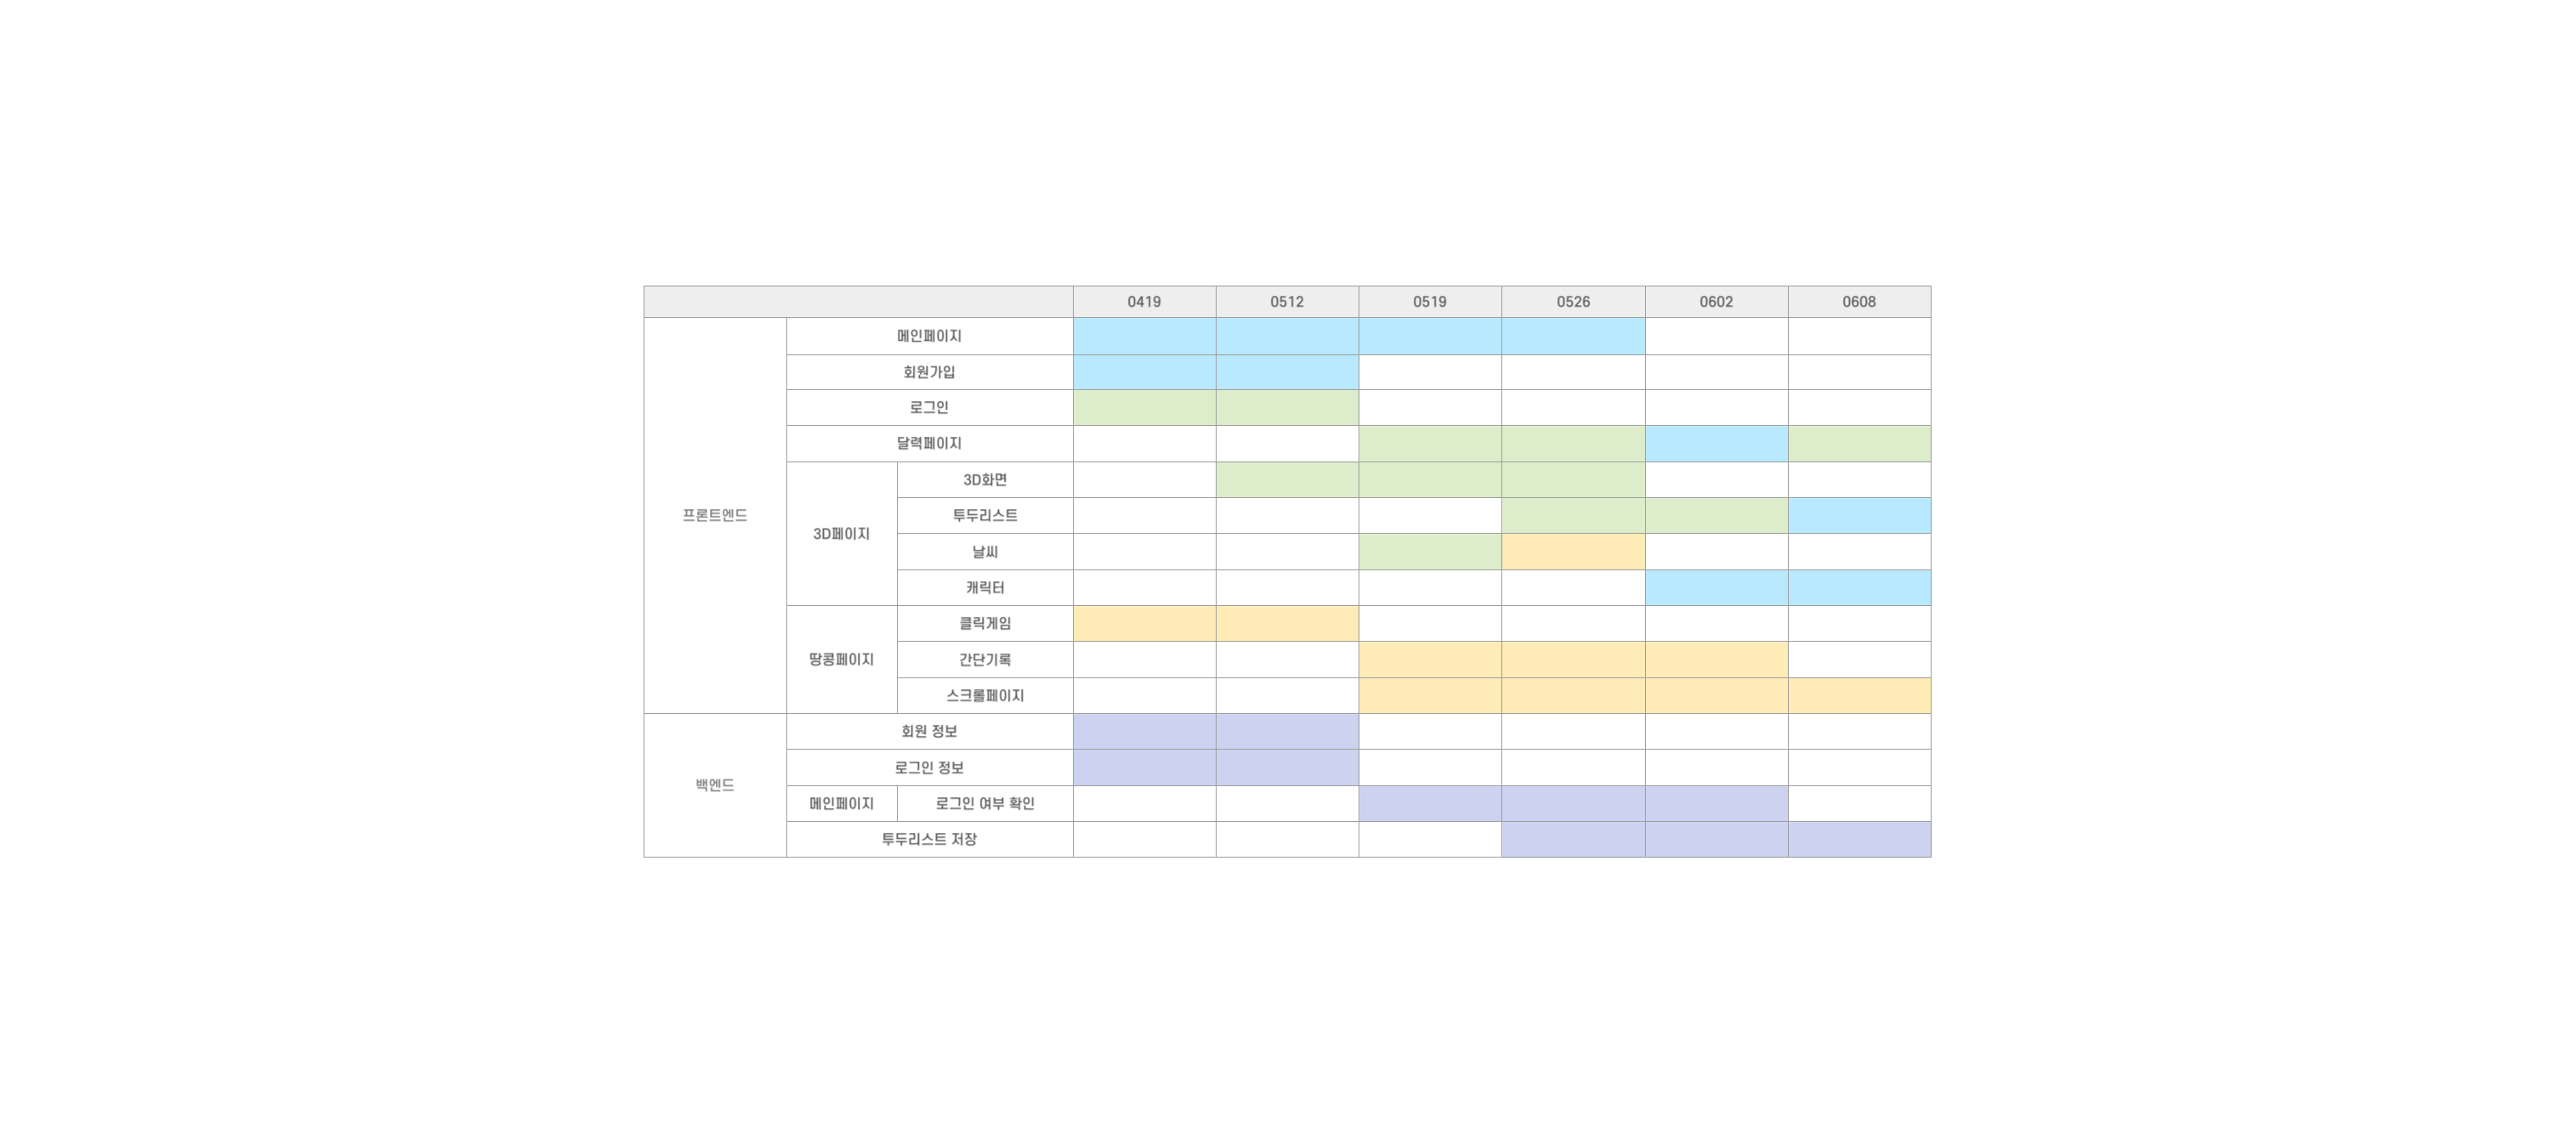 0419 0512 0519 0526 0602 0608
프론트엔드
메인페이지
회원가입
로그인
달력페이지
3D페이지
3D화면
투두리스트
날씨
캐릭터
땅콩페이지
클릭게임
간단기록
스크롤페이지
백엔드
회원 정보
로그인 정보
메인페이지 로그인 여부 확인
투두리스트 저장